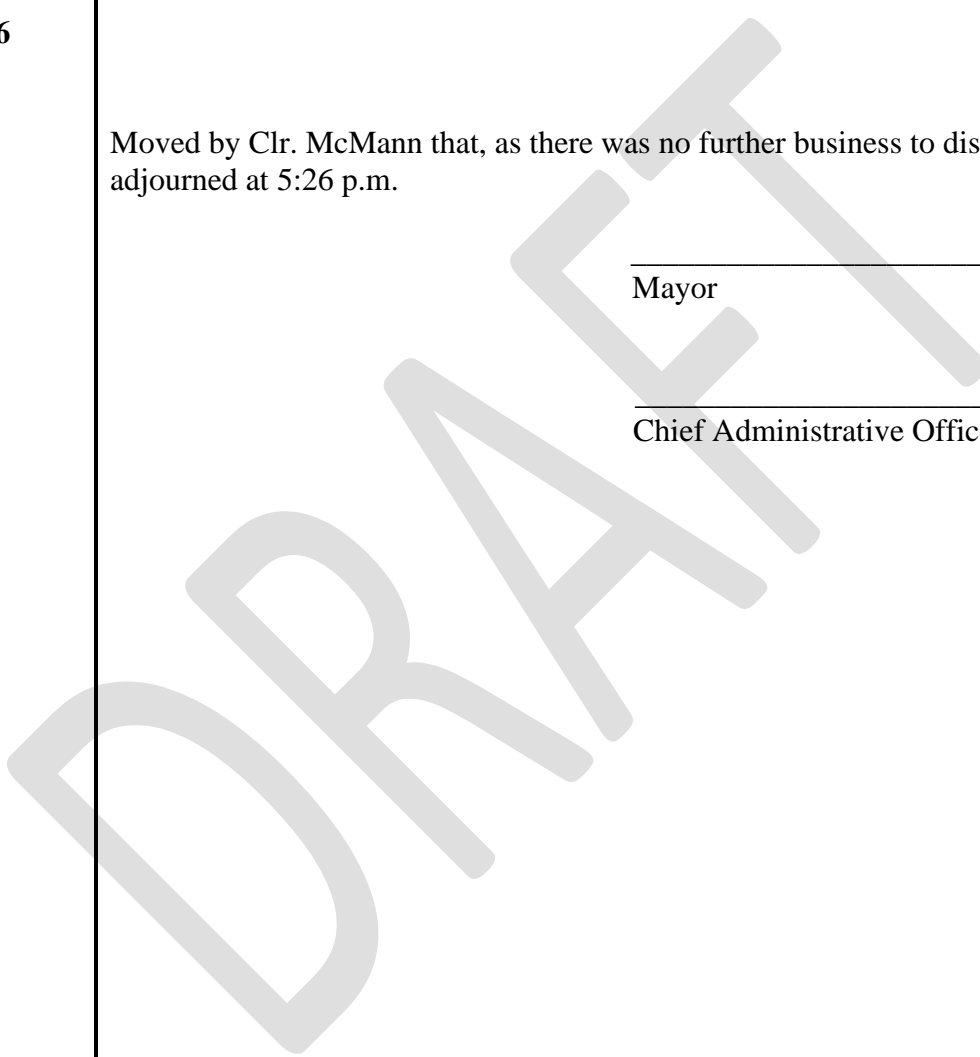 6
Moved by Clr. McMann that, as there was no further business to dis
adjourned at 5:26 p.m.
Mayor
Chief Administrative Offic
DRAFT